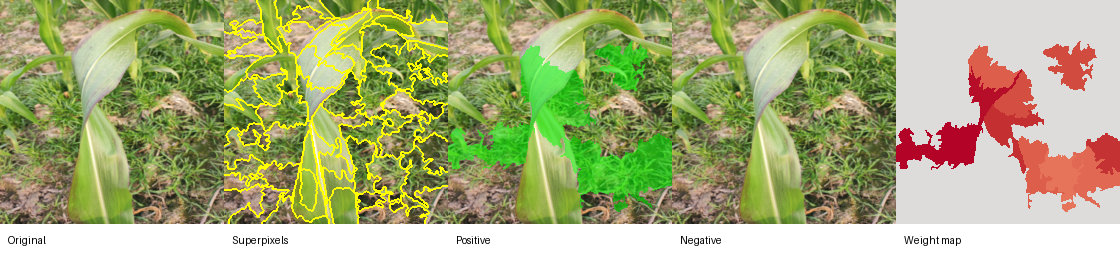 Original
Superpixels
Positive
Negative
Weight map